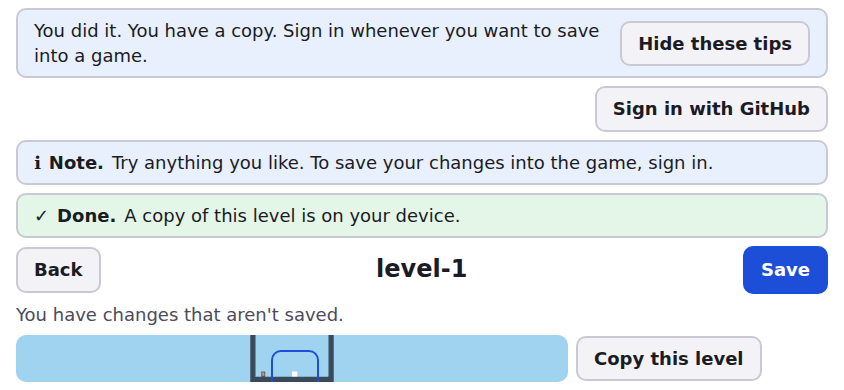 You did it. You have a copy. Sign in whenever you want to save
into a game.
Hide these tips
Sign in with GitHub
ℹ Note. Try anything you like. To save your changes into the game, sign in.
✓ Done. A copy of this level is on your device.
Back
level-1
Save
You have changes that aren't saved.
Copy this level